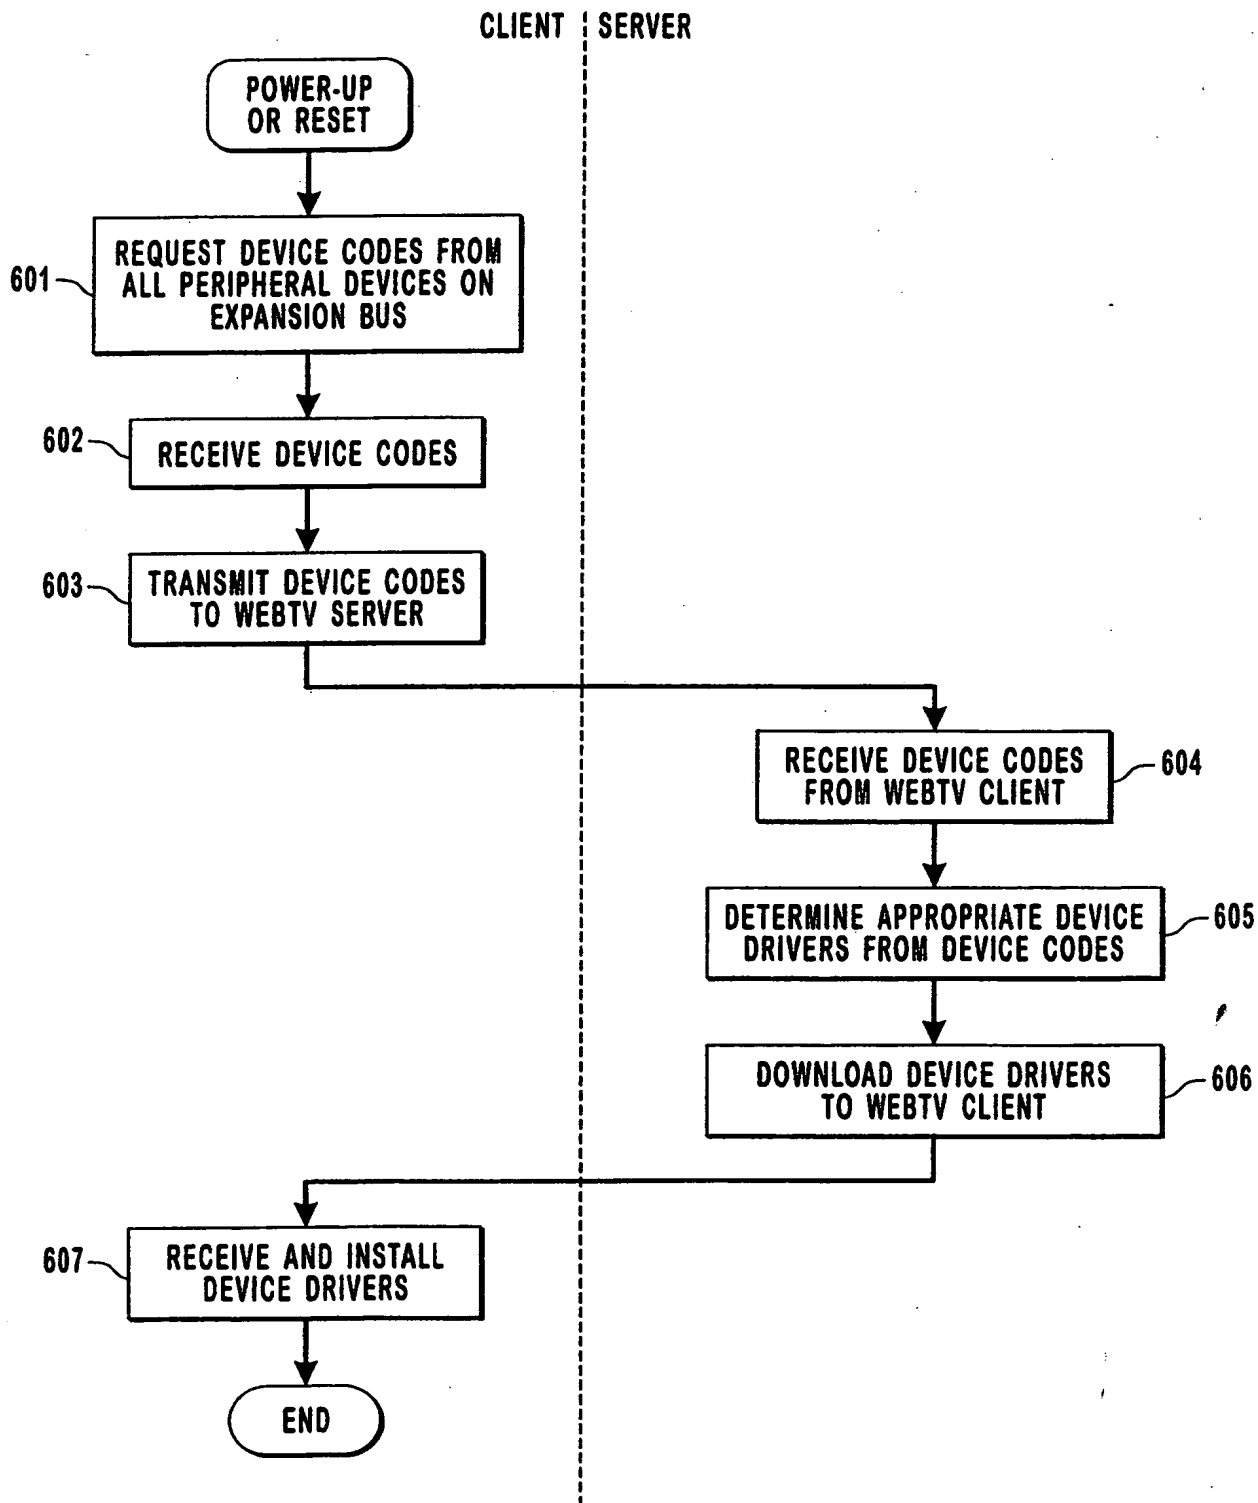 CLIENT SERVER
POWER-UP
OR RESET
601
REQUEST DEVICE CODES FROM
ALL PERIPHERAL DEVICES ON
EXPANSION BUS
602
RECEIVE DEVICE CODES
603
TRANSMIT DEVICE CODES
TO WEBTV SERVER
RECEIVE DEVICE CODES
FROM WEBTV CLIENT
604
DETERMINE APPROPRIATE DEVICE
DRIVERS FROM DEVICE CODES
605
DOWNLOAD DEVICE DRIVERS
TO WEBTV CLIENT
606
607
RECEIVE AND INSTALL
DEVICE DRIVERS
END